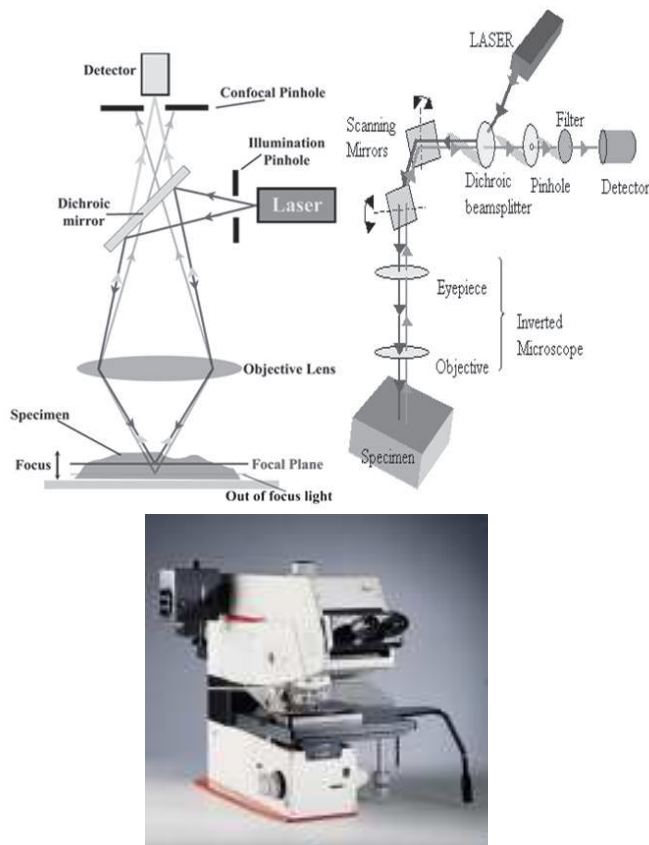 Detector
Confocal Pinhole
Illumination
Pinhole
Dichroic
mirror
Laser
Objective Lens
Specimen
Focus
Focal Plane
Out of focus light
LASER
Scanning
Mirrors
Filter
Dichroic
beamsplitter
Pinhole
Detector
Eyepiece
Inverted
Microscope
Objective
Specimen